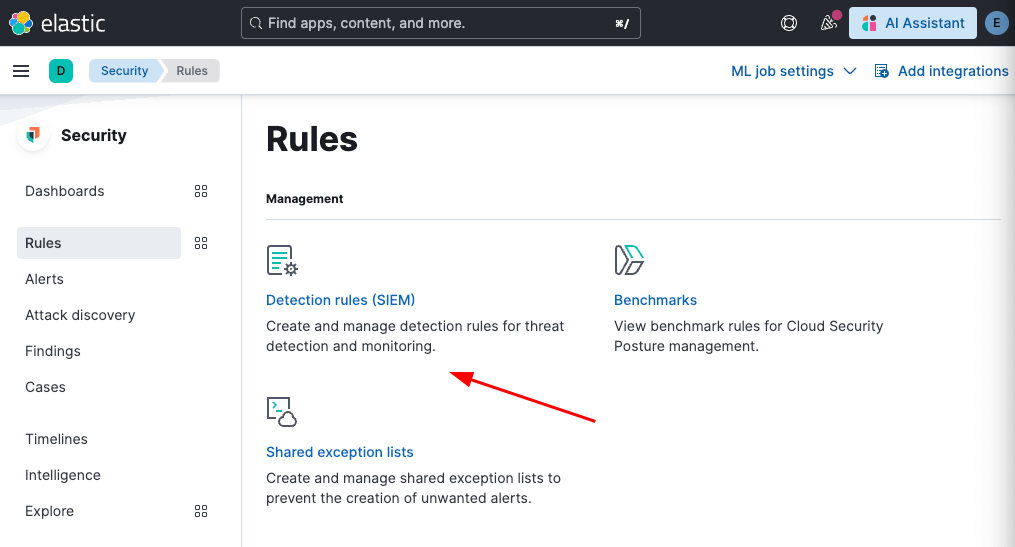 elastic
Find apps, content, and more.
⌘/
AI Assistant
E
D
Security
Rules
ML job settings
Add integrations
Security
Dashboards
Rules
Alerts
Attack discovery
Findings
Cases
Timelines
Intelligence
Explore
Rules
Management
Detection rules (SIEM)
Create and manage detection rules for threat
detection and monitoring.
Benchmarks
View benchmark rules for Cloud Security
Posture management.
Shared exception lists
Create and manage shared exception lists to
prevent the creation of unwanted alerts.